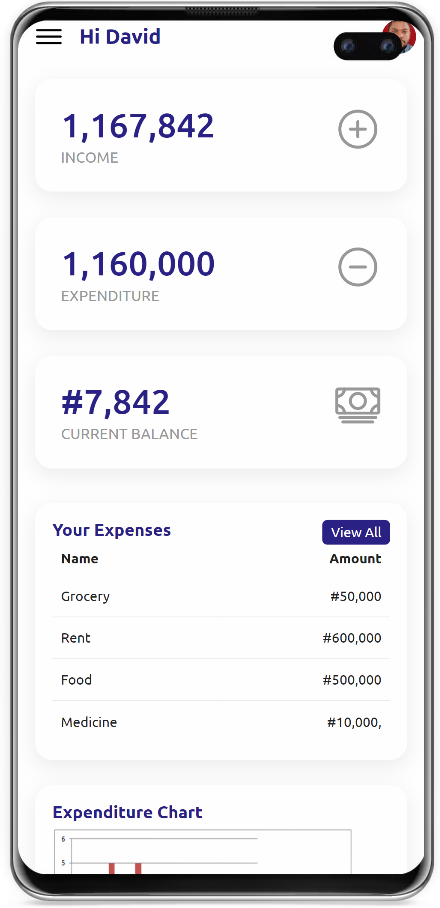 Hi David
1,167,842
INCOME
1,160,000
EXPENDITURE
#7,842
CURRENT BALANCE
Your Expenses View All
Name Amount
Grocery #50,000
Rent #600,000
Food #500,000
Medicine #10,000,
Expenditure Chart
6
5